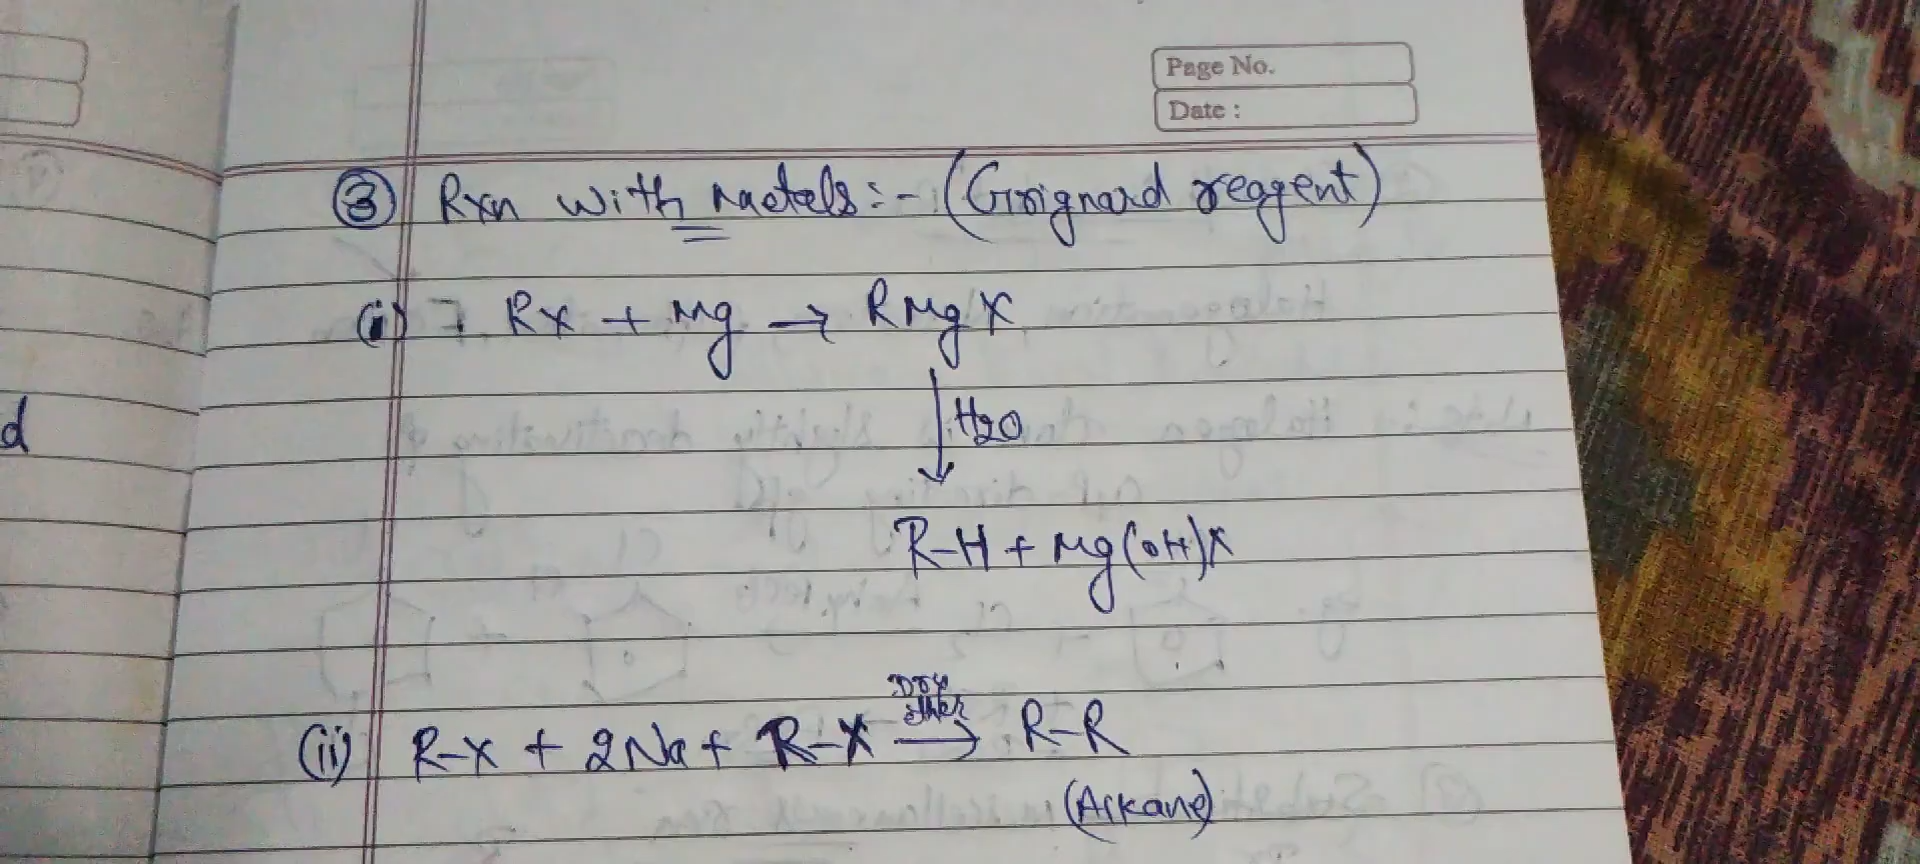 Page No.
Date :
③ Rxn with Metals :- (Grignard reagent)
(i) → RX + Mg → RMgX
↓ H2O
R-H + Mg(OH)X
d
(ii) R-X + 2Na + R-X → R-R
Dry ether
(Alkane)